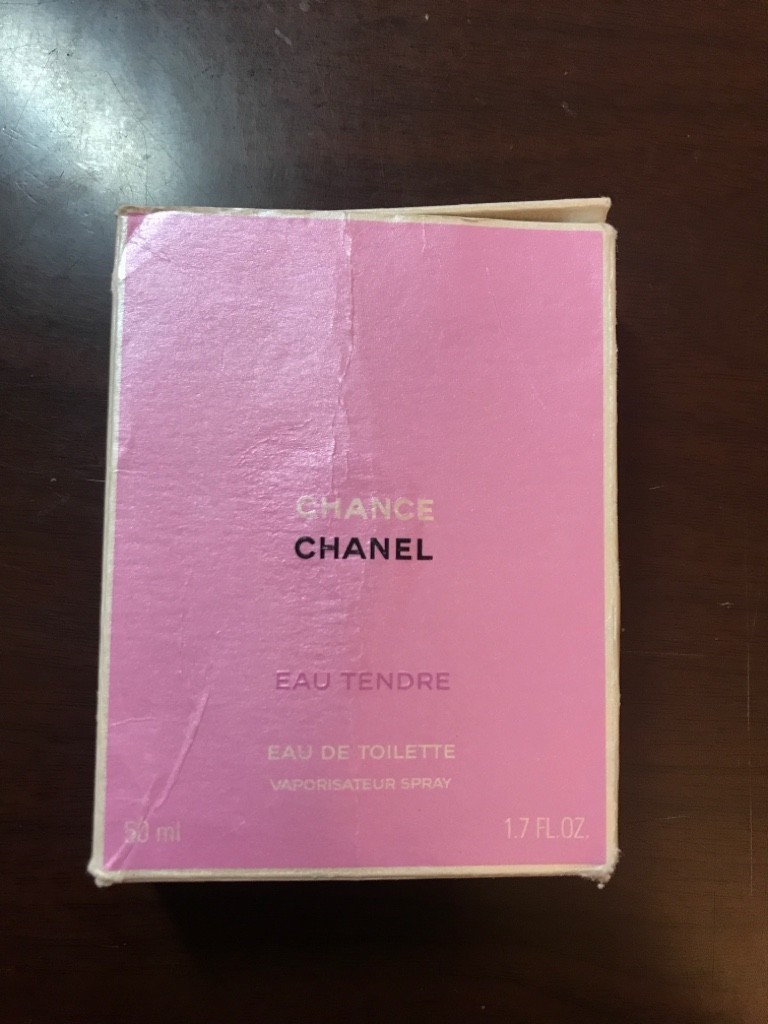 CHANCE
CHANEL
EAU TENDRE
EAU DE TOILETTE
VAPORISATEUR SPRAY
50 ml
1.7 FL.OZ.